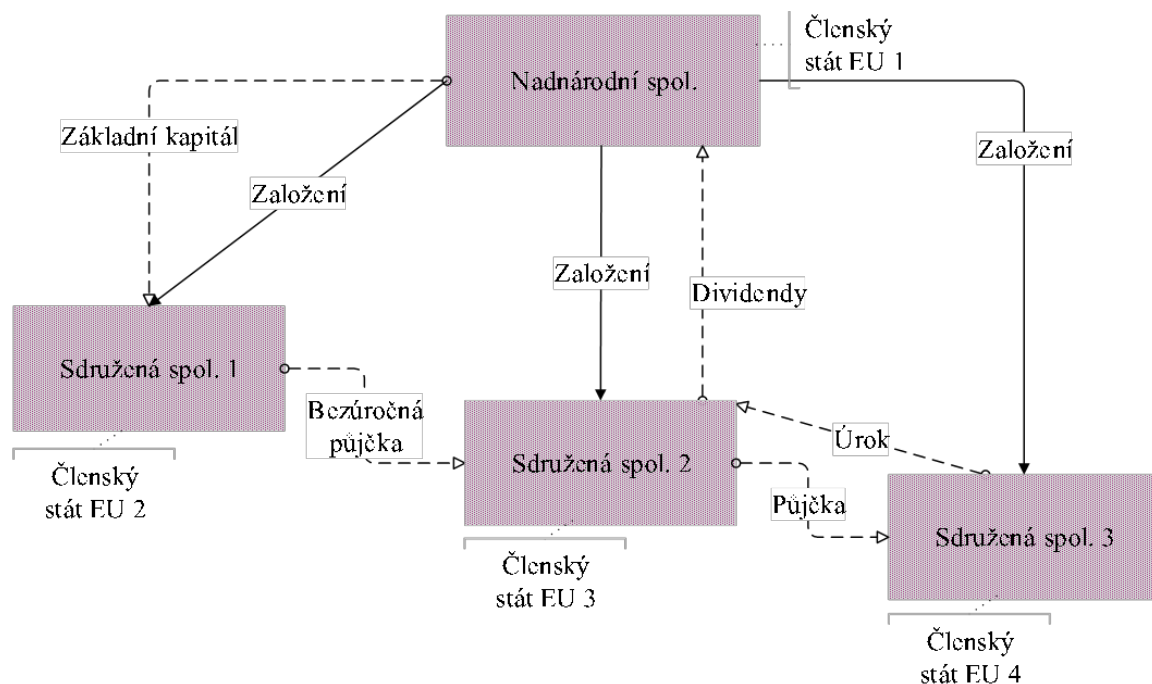 Členský
stát EU 1
Nadnárodní spol.
Základní kapitál
Založení
Založení
Založení
Dividendy
Sdružená spol. 1
Bezúročná
půjčka
Členský
stát EU 2
Úrok
Sdružená spol. 2
Půjčka
Sdružená spol. 3
Členský
stát EU 3
Členský
stát EU 4